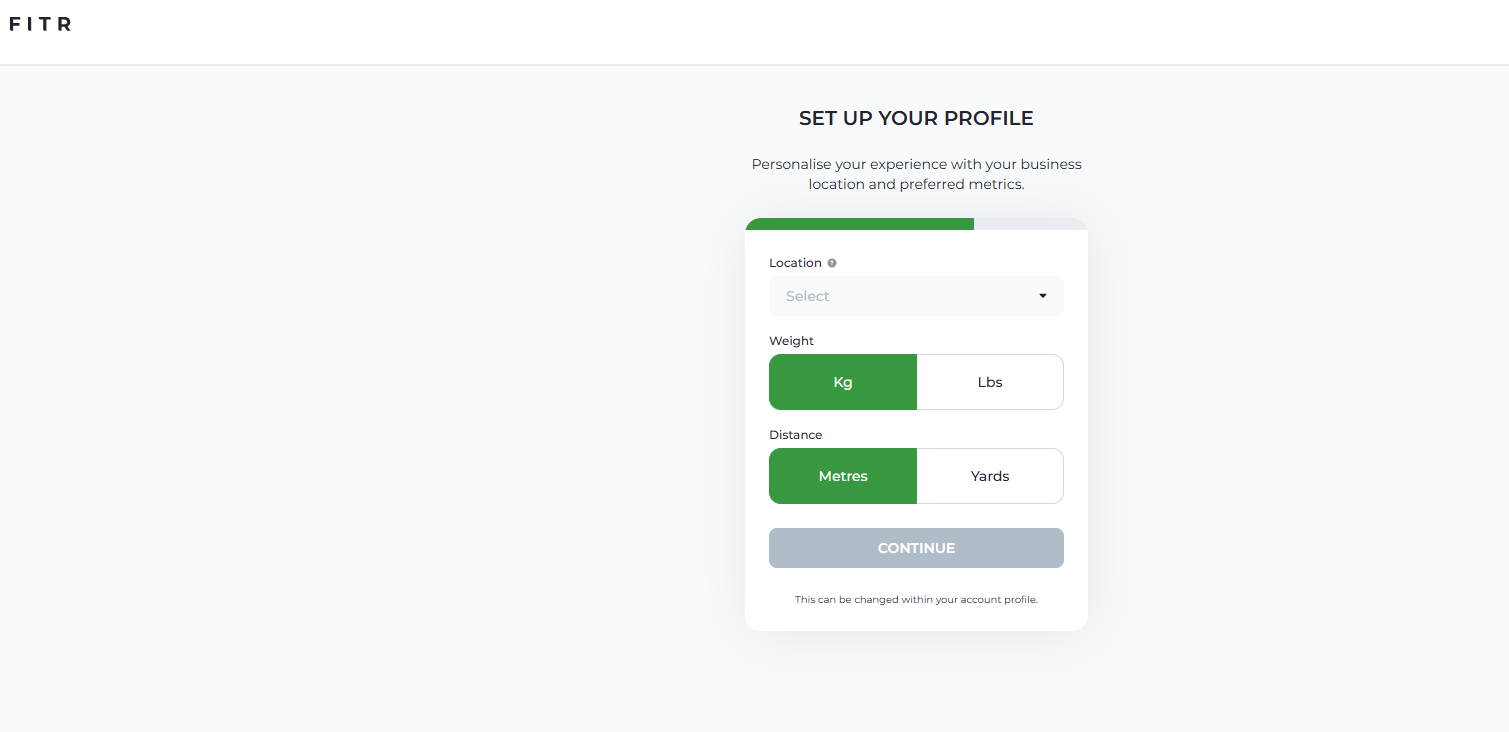 FITR
SET UP YOUR PROFILE
Personalise your experience with your business
location and preferred metrics.
Location ?
Select
Weight
Kg
Lbs
Distance
Metres
Yards
CONTINUE
This can be changed within your account profile.